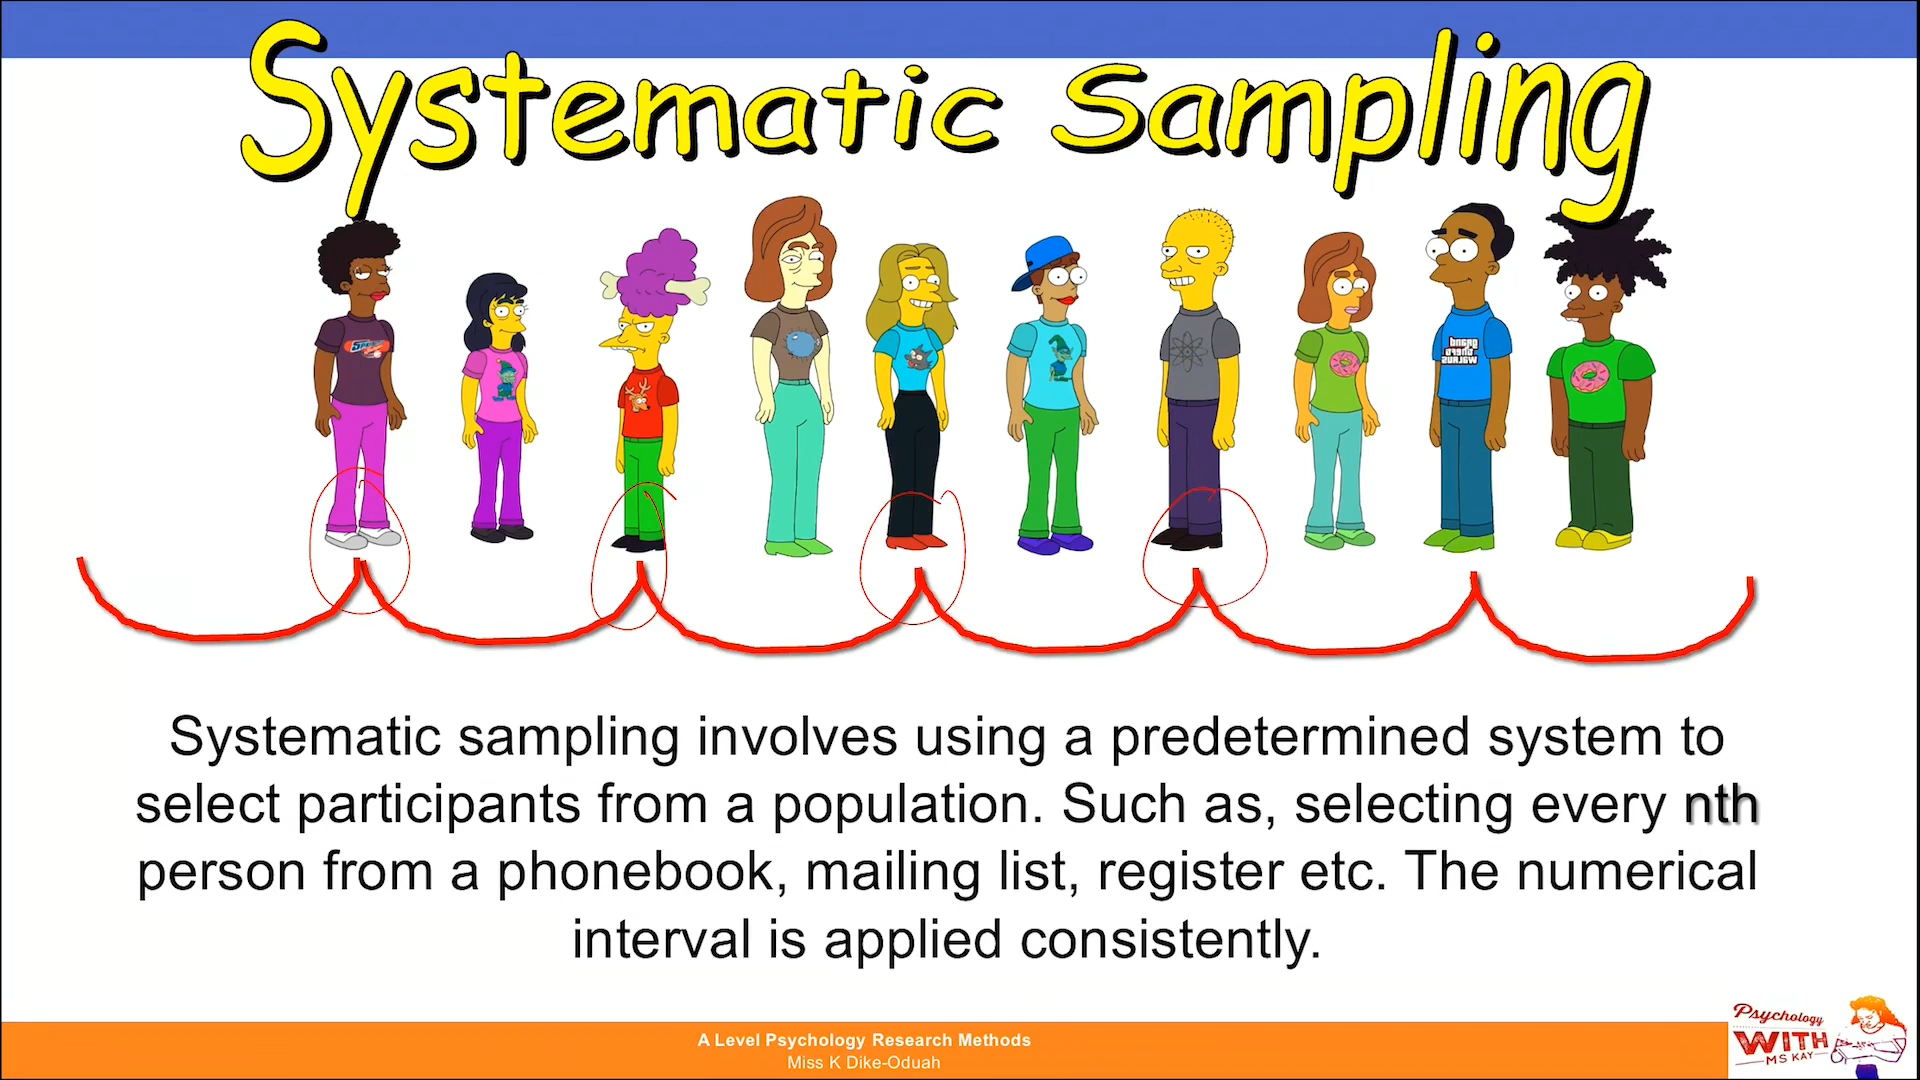 Systematic Sampling
Systematic sampling involves using a predetermined system to
select participants from a population. Such as, selecting every nth
person from a phonebook, mailing list, register etc. The numerical
interval is applied consistently.
A Level Psychology Research Methods
Miss K Dike-Oduah
Psychology
WITH
MS KAY